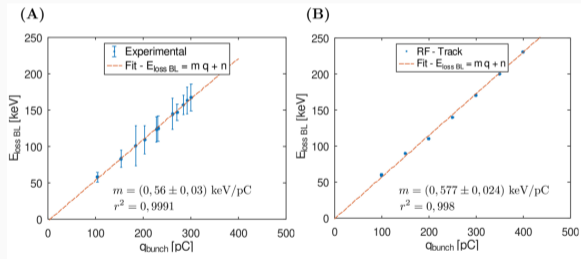 (A)
250
200
150
100
50
0
E_loss BL [keV]
Experimental
Fit - E_loss BL = m q + n
m = (0, 56 ± 0, 03) keV/pC
r² = 0, 9991
0 100 200 300 400 500
q_bunch [pC]
(B)
250
200
150
100
50
0
E_loss BL [keV]
RF - Track
Fit - E_loss BL = m q + n
m = (0, 577 ± 0, 024) keV/pC
r² = 0, 998
0 100 200 300 400 500
q_bunch [pC]